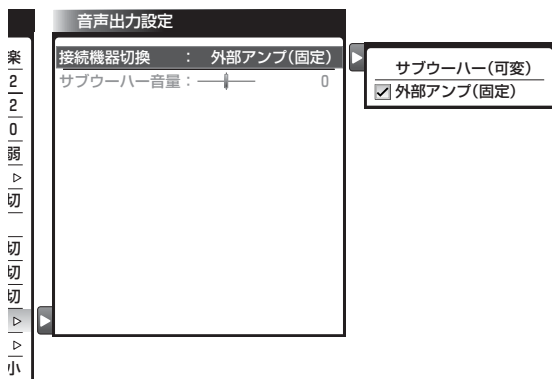 音声出力設定
接続機器切換 : 外部アンプ(固定)
サブウーハー音量: 0
サブウーハー(可変)
外部アンプ(固定)
楽
2
2
0
弱
切
切
切
切
小